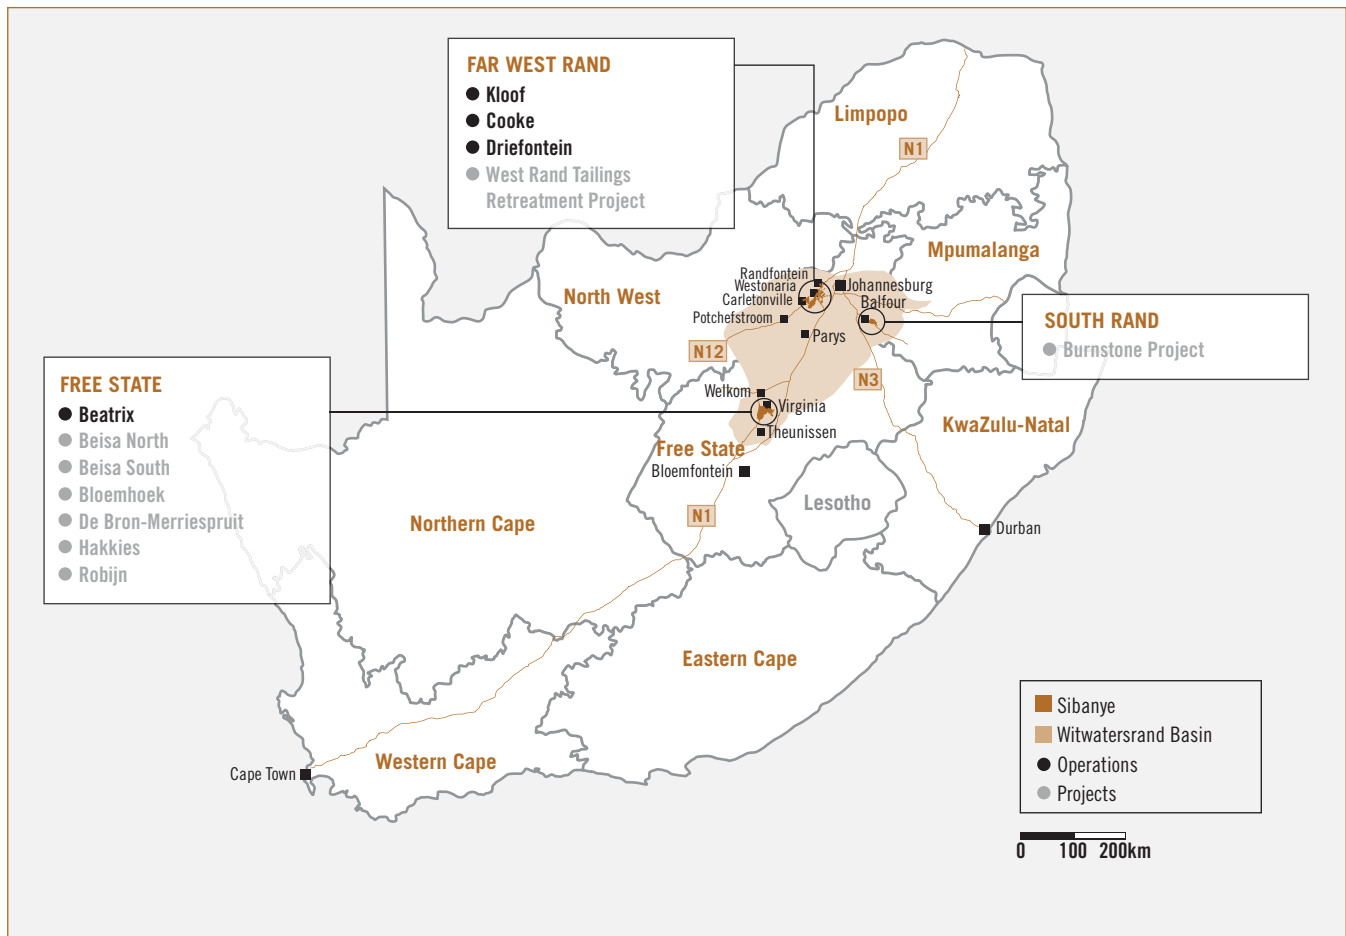 FAR WEST RAND
Kloof
Cooke
Driefontein
West Rand Tailings
Retreatment Project
Limpopo
N1
Mpumalanga
North West
Randfontein
Westonaria
Carletonville
Johannesburg
Balfour
Potchefstroom
Parys
N12
SOUTH RAND
Burnstone Project
FREE STATE
Beatrix
Beisa North
Beisa South
Bloemhoek
De Bron-Merriespruit
Hakkies
Robijn
N3
Welkom
Virginia
Theunissen
KwaZulu-Natal
Free State
Bloemfontein
Lesotho
N1
Northern Cape
Durban
Eastern Cape
Western Cape
Cape Town
Sibanye
Witwatersrand Basin
Operations
Projects
0 100 200km